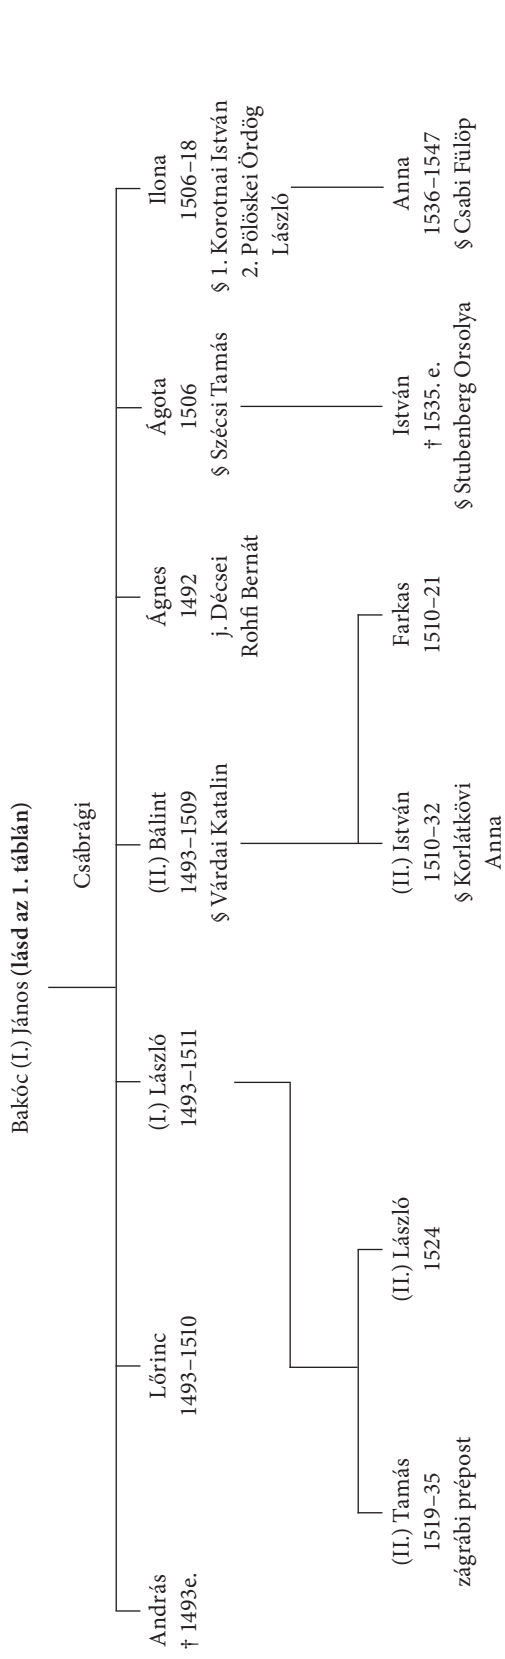 Bakóc (I.) János (lásd az 1. táblán)
Csábrági
András
† 1493e.
Lőrinc
1493–1510
(I.) László
1493–1511
(II.) Bálint
1493–1509
§ Várdai Katalin
Ágnes
1492
j. Décsei
Rohfi Bernát
Ágota
1506
§ Szécsi Tamás
Ilona
1506–18
§ 1. Korotnai István
2. Pölöskei Ördög
László
(II.) Tamás
1519–35
zágrábi prépost
(II.) László
1524
(II.) István
1510–32
§ Korlátkövi
Anna
Farkas
1510–21
István
† 1535. e.
§ Stubenberg Orsolya
Anna
1536–1547
§ Csabi Fülöp